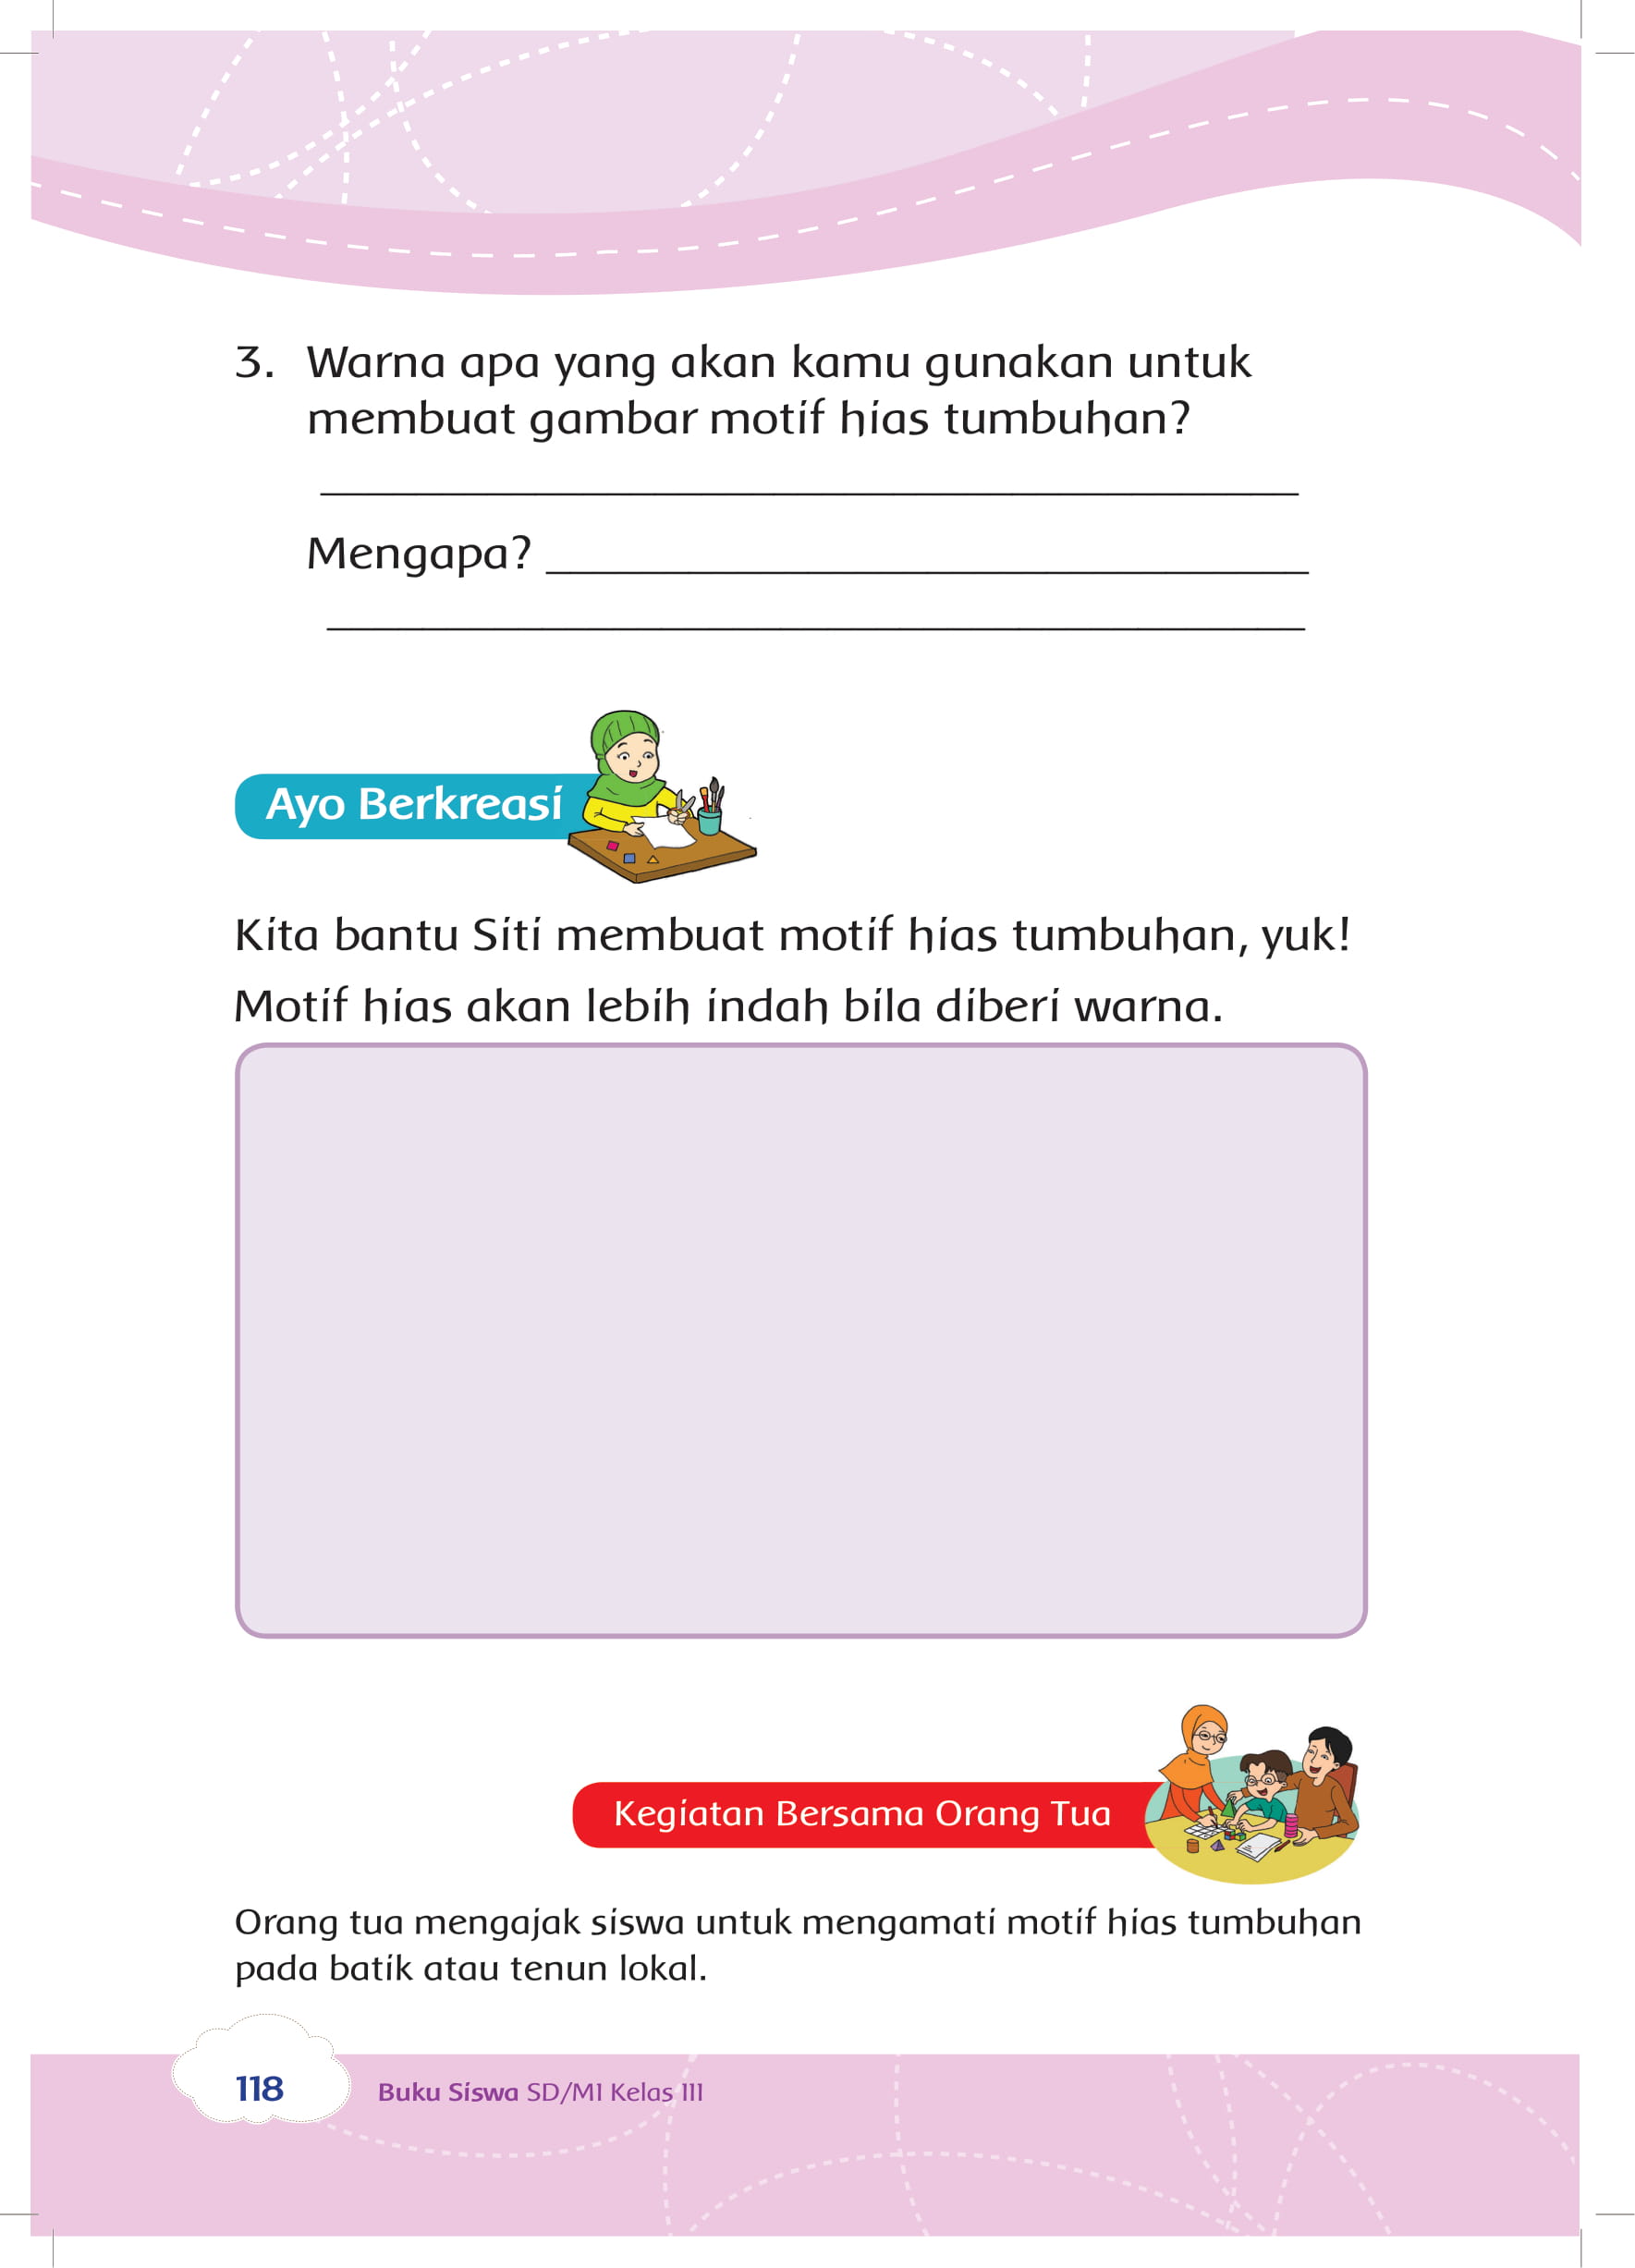 3. Warna apa yang akan kamu gunakan untuk
membuat gambar motif hias tumbuhan?
Mengapa?
Ayo Berkreasi
Kita bantu Siti membuat motif hias tumbuhan, yuk!
Motif hias akan lebih indah bila diberi warna.
Kegiatan Bersama Orang Tua
Orang tua mengajak siswa untuk mengamati motif hias tumbuhan
pada batik atau tenun lokal.
118 Buku Siswa SD/MI Kelas III